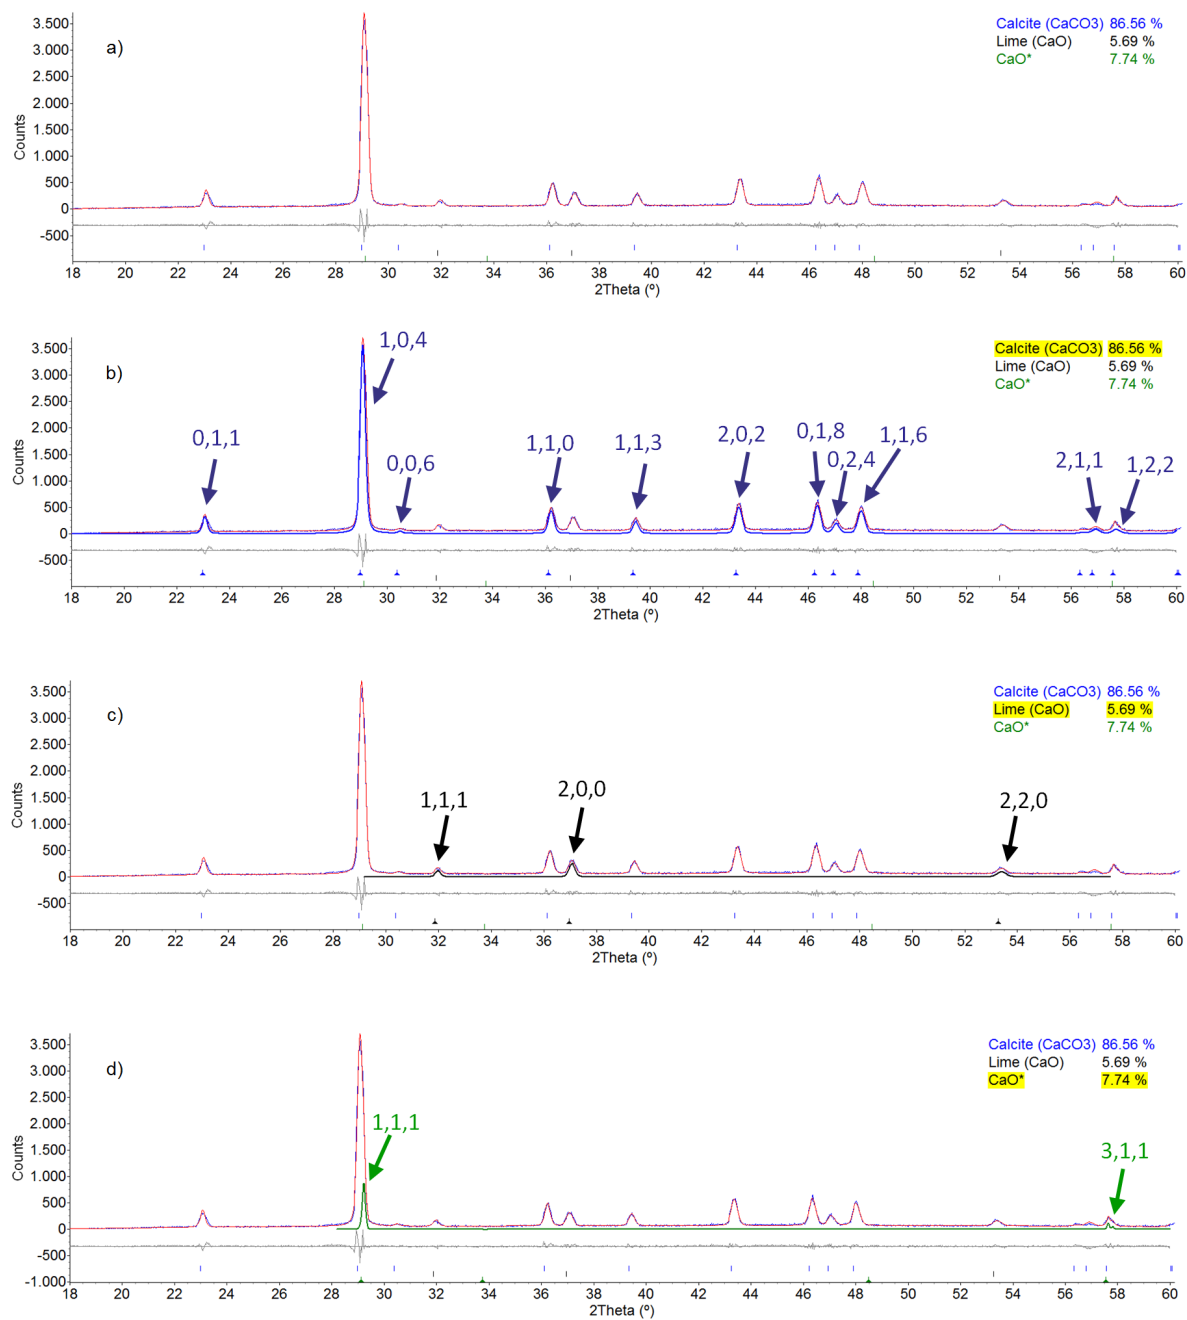 a)
Calcite (CaCO3) 86.56 %
Lime (CaO) 5.69 %
CaO* 7.74 %
Counts
3.500
3.000
2.500
2.000
1.500
1.000
500
0
-500
18 20 22 24 26 28 30 32 34 36 38 40 42 44 46 48 50 52 54 56 58 60
2Theta (º)
b)
Calcite (CaCO3) 86.56 %
Lime (CaO) 5.69 %
CaO* 7.74 %
1,0,4
0,1,1
0,0,6
1,1,0
1,1,3
2,0,2
0,1,8
0,2,4
1,1,6
2,1,1
1,2,2
Counts
3.500
3.000
2.500
2.000
1.500
1.000
500
0
-500
18 20 22 24 26 28 30 32 34 36 38 40 42 44 46 48 50 52 54 56 58 60
2Theta (º)
c)
Calcite (CaCO3) 86.56 %
Lime (CaO) 5.69 %
CaO* 7.74 %
1,1,1
2,0,0
2,2,0
Counts
3.500
3.000
2.500
2.000
1.500
1.000
500
0
-500
18 20 22 24 26 28 30 32 34 36 38 40 42 44 46 48 50 52 54 56 58 60
2Theta (º)
d)
Calcite (CaCO3) 86.56 %
Lime (CaO) 5.69 %
CaO* 7.74 %
1,1,1
3,1,1
Counts
3.500
3.000
2.500
2.000
1.500
1.000
500
0
-500
-1.000
18 20 22 24 26 28 30 32 34 36 38 40 42 44 46 48 50 52 54 56 58 60
2Theta (º)